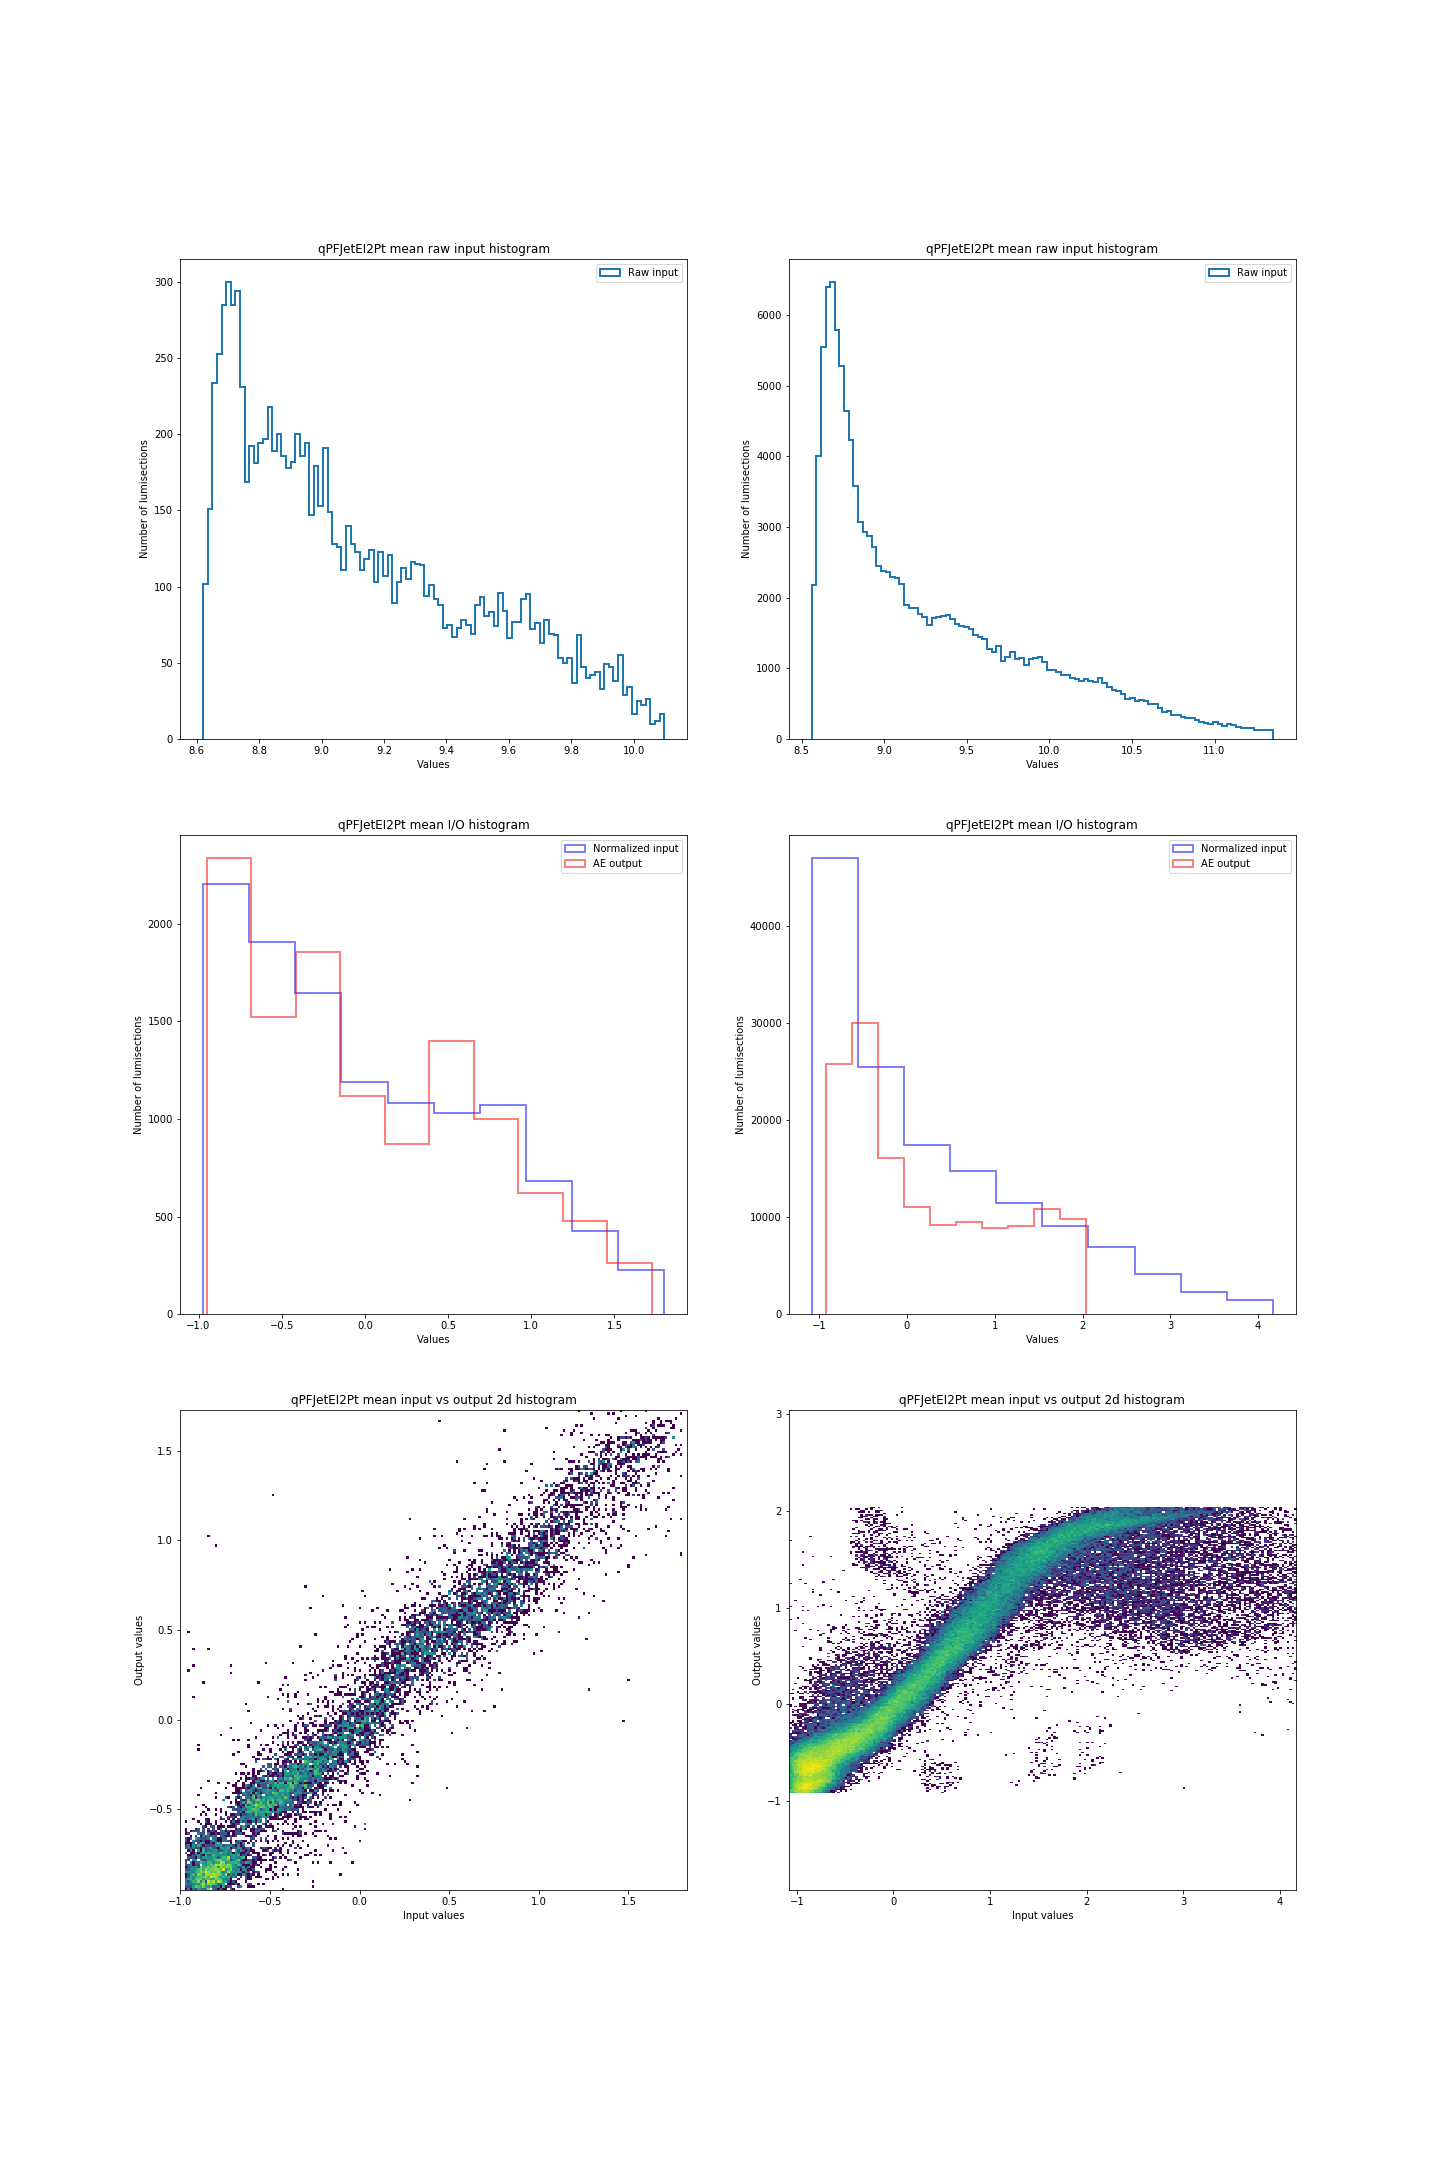 qPFJetEI2Pt mean raw input histogram
Raw input
Number of lumisections
300
250
200
150
100
50
0
8.6 8.8 9.0 9.2 9.4 9.6 9.8 10.0
Values
qPFJetEI2Pt mean raw input histogram
Raw input
Number of lumisections
6000
5000
4000
3000
2000
1000
0
8.5 9.0 9.5 10.0 10.5 11.0
Values
qPFJetEI2Pt mean I/O histogram
Normalized input
AE output
Number of lumisections
2000
1500
1000
500
0
−1.0 −0.5 0.0 0.5 1.0 1.5
Values
qPFJetEI2Pt mean I/O histogram
Normalized input
AE output
Number of lumisections
40000
30000
20000
10000
0
−1 0 1 2 3 4
Values
qPFJetEI2Pt mean input vs output 2d histogram
Output values
1.5
1.0
0.5
0.0
−0.5
−1.0 −0.5 0.0 0.5 1.0 1.5
Input values
qPFJetEI2Pt mean input vs output 2d histogram
Output values
3
2
1
0
−1
−1 0 1 2 3 4
Input values